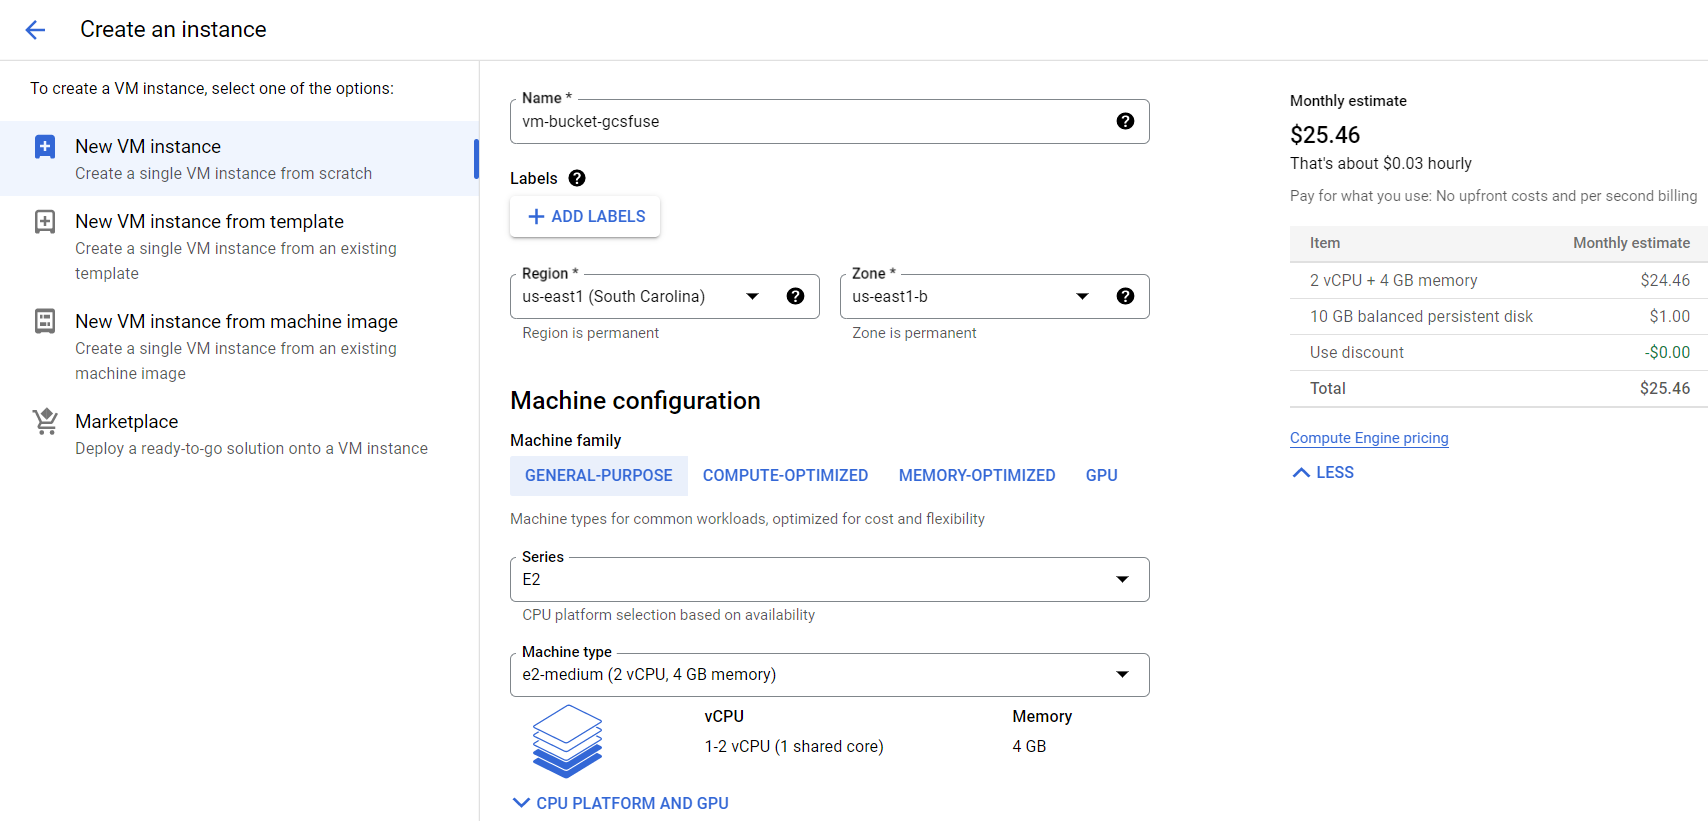 Create an instance
To create a VM instance, select one of the options:
New VM instance
Create a single VM instance from scratch
New VM instance from template
Create a single VM instance from an existing
template
New VM instance from machine image
Create a single VM instance from an existing
machine image
Marketplace
Deploy a ready-to-go solution onto a VM instance
Name *
vm-bucket-gcsfuse
Labels
ADD LABELS
Region *
us-east1 (South Carolina)
Region is permanent
Zone *
us-east1-b
Zone is permanent
Machine configuration
Machine family
GENERAL-PURPOSE COMPUTE-OPTIMIZED MEMORY-OPTIMIZED GPU
Machine types for common workloads, optimized for cost and flexibility
Series
E2
CPU platform selection based on availability
Machine type
e2-medium (2 vCPU, 4 GB memory)
vCPU Memory
1-2 vCPU (1 shared core) 4 GB
CPU PLATFORM AND GPU
Monthly estimate
$25.46
That's about $0.03 hourly
Pay for what you use: No upfront costs and per second billing
Item Monthly estimate
2 vCPU + 4 GB memory $24.46
10 GB balanced persistent disk $1.00
Use discount -$0.00
Total $25.46
Compute Engine pricing
LESS